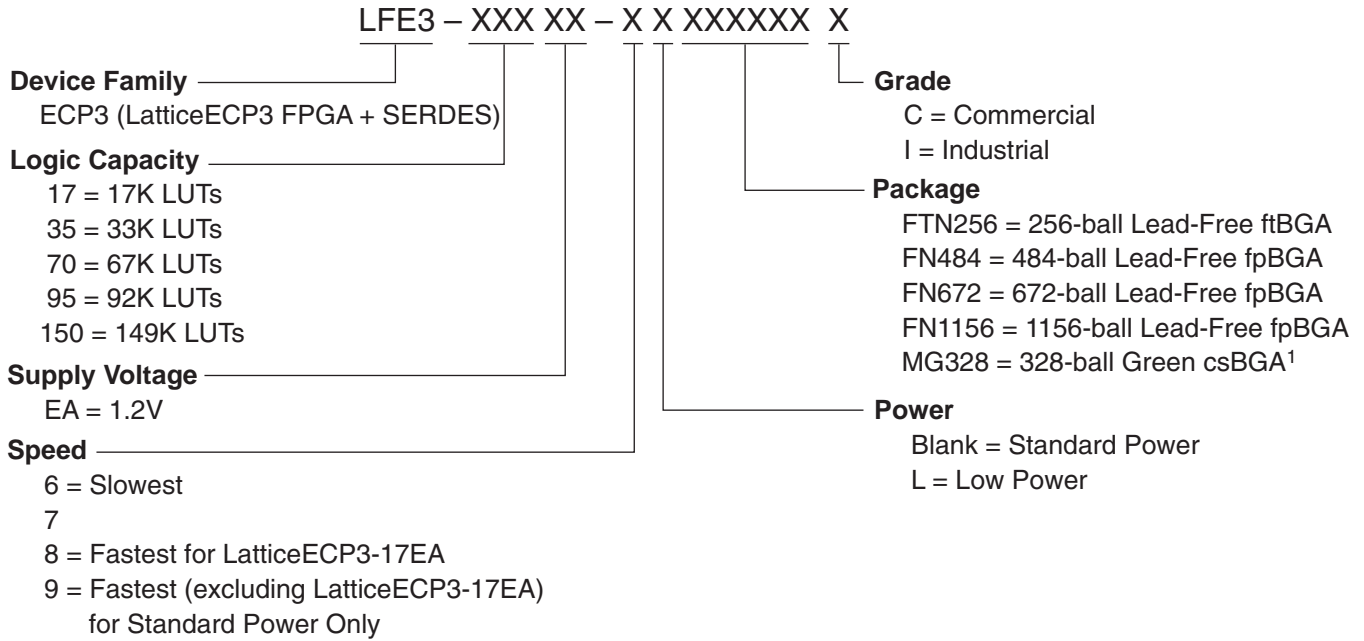 LFE3 – XXX XX – X X XXXXXX X
Device Family
ECP3 (LatticeECP3 FPGA + SERDES)
Logic Capacity
17 = 17K LUTs
35 = 33K LUTs
70 = 67K LUTs
95 = 92K LUTs
150 = 149K LUTs
Supply Voltage
EA = 1.2V
Speed
6 = Slowest
7
8 = Fastest for LatticeECP3-17EA
9 = Fastest (excluding LatticeECP3-17EA)
for Standard Power Only
Grade
C = Commercial
I = Industrial
Package
FTN256 = 256-ball Lead-Free ftBGA
FN484 = 484-ball Lead-Free fpBGA
FN672 = 672-ball Lead-Free fpBGA
FN1156 = 1156-ball Lead-Free fpBGA
MG328 = 328-ball Green csBGA¹
Power
Blank = Standard Power
L = Low Power